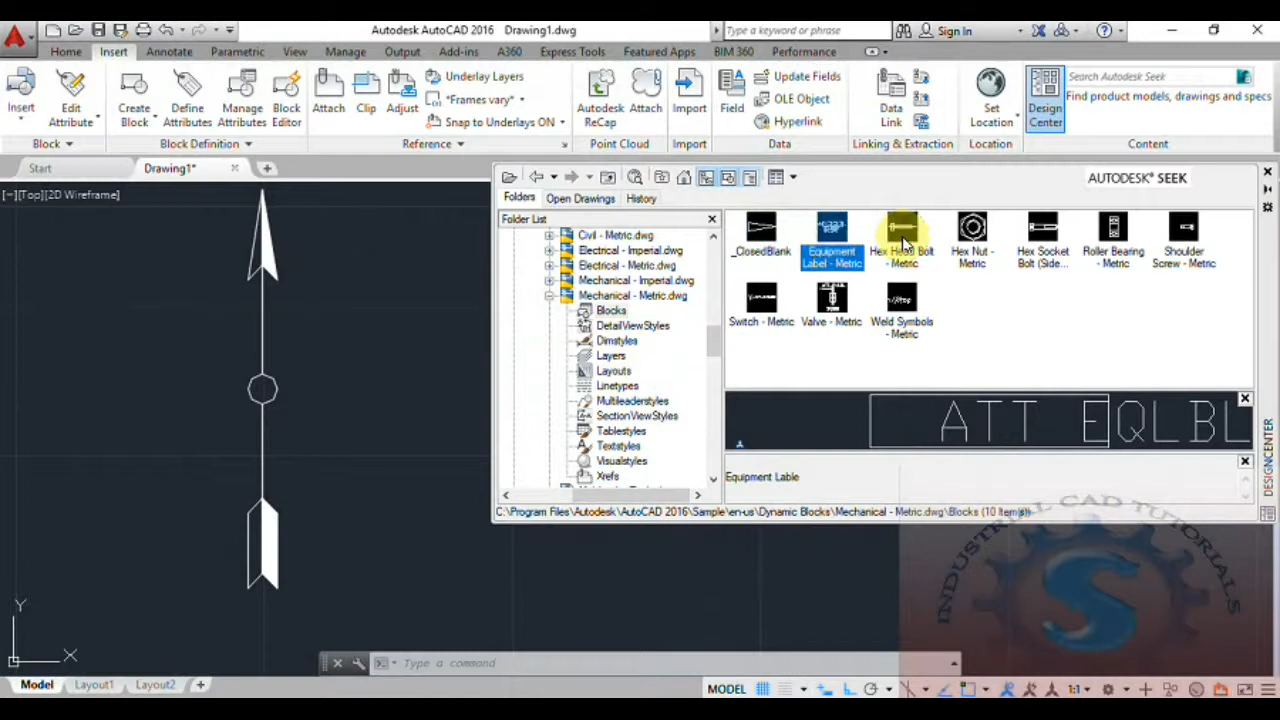 Autodesk AutoCAD 2016 Drawing1.dwg
Type a keyword or phrase
Sign In
Home Insert Annotate Parametric View Manage Output Add-ins A360 Express Tools Featured Apps BIM 360 Performance
Insert
Edit Attribute
Create Block
Define Attributes
Manage Attributes
Block Editor
Attach
Clip
Adjust
Underlay Layers
*Frames vary*
Snap to Underlays ON
Autodesk ReCap
Attach
Import
Field
Update Fields
OLE Object
Hyperlink
Data Link
Set Location
Design Center
Search Autodesk Seek
Find product models, drawings and specs
Block
Block Definition
Reference
Point Cloud
Import
Data
Linking & Extraction
Location
Content
Start
Drawing1*
[−][Top][2D Wireframe]
AUTODESK® SEEK
Folders
Open Drawings
History
Folder List
Civil - Metric.dwg
Electrical - Imperial.dwg
Electrical - Metric.dwg
Mechanical - Imperial.dwg
Mechanical - Metric.dwg
Blocks
DetailViewStyles
Dimstyles
Layers
Layouts
Linetypes
Multileaderstyles
SectionViewStyles
Tablestyles
Textstyles
Visualstyles
Xrefs
_ClosedBlank
Equipment
Label - Metric
Hex Head Bolt
- Metric
Hex Nut -
Metric
Hex Socket
Bolt (Side...
Roller Bearing
- Metric
Shoulder
Screw - Metric
Switch - Metric
Valve - Metric
Weld Symbols
- Metric
ATT EQLBL
Equipment Lable
C:\Program Files\Autodesk\AutoCAD 2016\Sample\en-us\Dynamic Blocks\Mechanical - Metric.dwg\Blocks (10 Item(s))
DESIGNCENTER
INDUSTRIAL CAD TUTORIALS
Y
X
Type a command
Model
Layout1
Layout2
MODEL
1:1